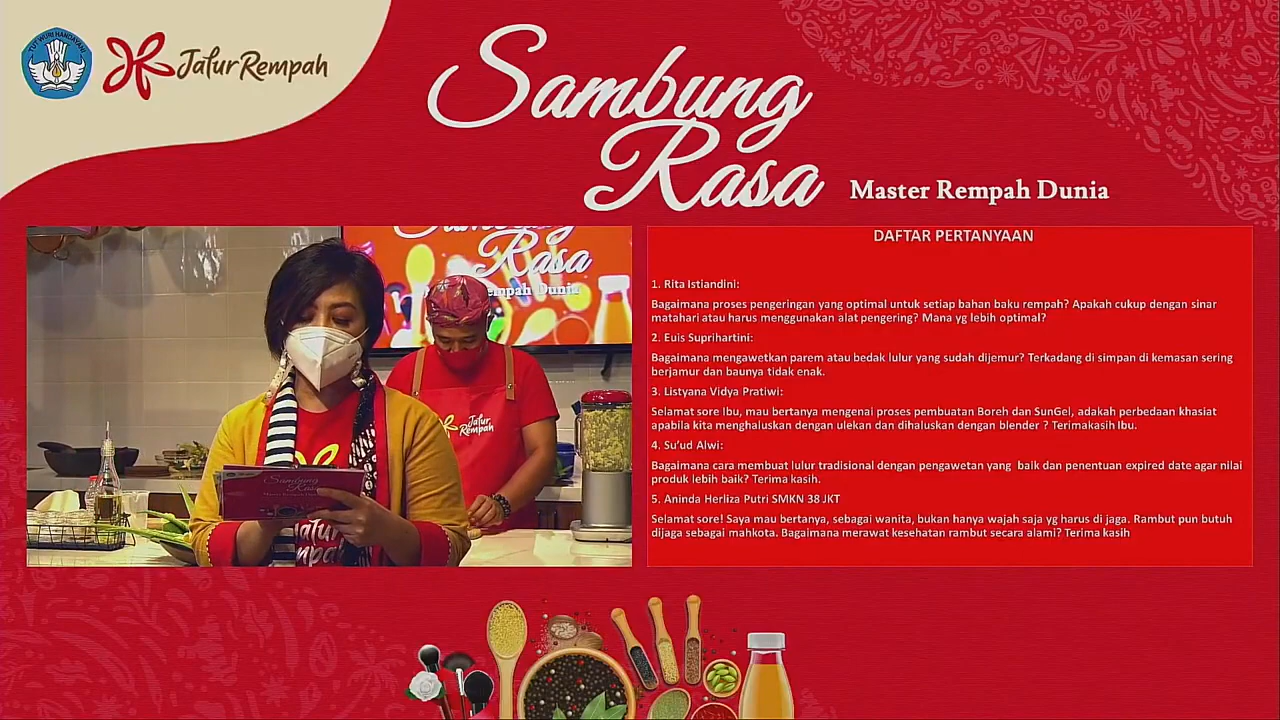 TUT WURI HANDAYANI
Jalur Rempah
Sambung
Rasa
Master Rempah Dunia
Rasa
Rempah Dunia
Jalur
Rempah
Jalur
Rempah
DAFTAR PERTANYAAN
1. Rita Istiandini:
Bagaimana proses pengeringan yang optimal untuk setiap bahan baku rempah? Apakah cukup dengan sinar
matahari atau harus menggunakan alat pengering? Mana yg lebih optimal?
2. Euis Suprihartini:
Bagaimana mengawetkan parem atau bedak lulur yang sudah dijemur? Terkadang di simpan di kemasan sering
berjamur dan baunya tidak enak.
3. Listyana Vidya Pratiwi:
Selamat sore Ibu, mau bertanya mengenai proses pembuatan Boreh dan SunGel, adakah perbedaan khasiat
apabila kita menghaluskan dengan ulekan dan dihaluskan dengan blender ? Terimakasih Ibu.
4. Su'ud Alwi:
Bagaimana cara membuat lulur tradisional dengan pengawetan yang baik dan penentuan expired date agar nilai
produk lebih baik? Terima kasih.
5. Aninda Herliza Putri SMKN 38 JKT
Selamat sore! Saya mau bertanya, sebagai wanita, bukan hanya wajah saja yg harus di jaga. Rambut pun butuh
dijaga sebagai mahkota. Bagaimana merawat kesehatan rambut secara alami? Terima kasih